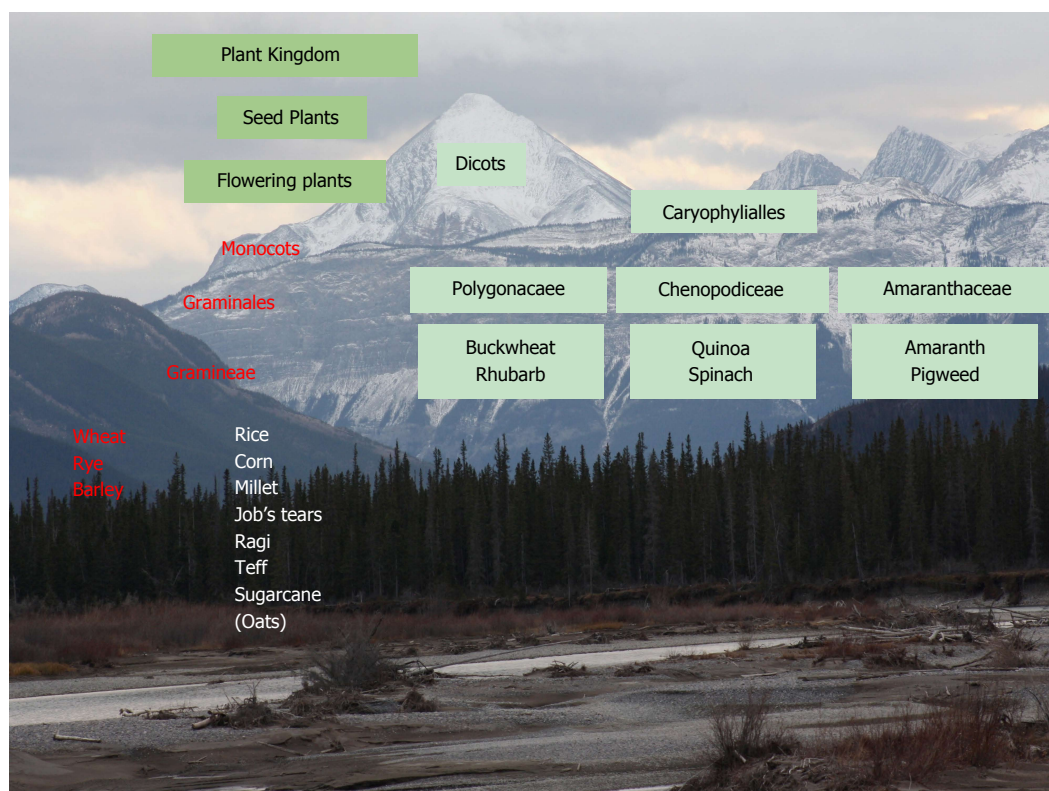 Plant Kingdom
Seed Plants
Flowering plants
Dicots
Caryophylialles
Monocots
Graminales
Polygonacaee
Chenopodiceae
Amaranthaceae
Gramineae
Buckwheat
Rhubarb
Quinoa
Spinach
Amaranth
Pigweed
Wheat
Rye
Barley
Rice
Corn
Millet
Job’s tears
Ragi
Teff
Sugarcane
(Oats)